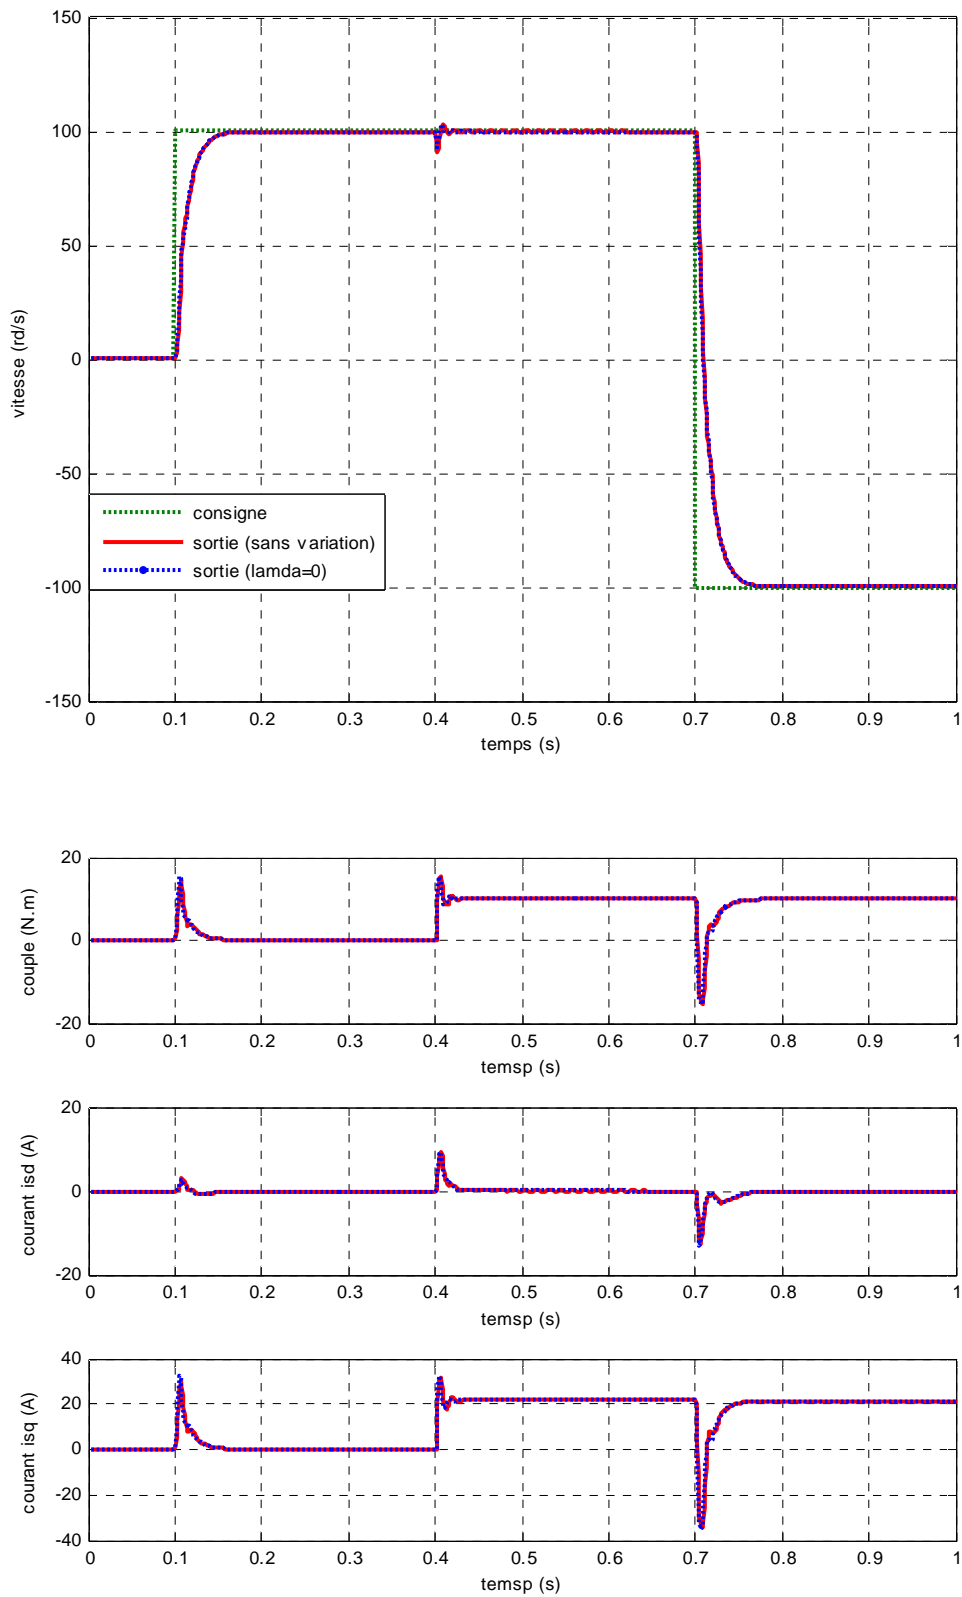 150
100
50
0
-50
-100
-150
vitesse (rd/s)
consigne
sortie (sans variation)
sortie (lamda=0)
0 0.1 0.2 0.3 0.4 0.5 0.6 0.7 0.8 0.9 1
temps (s)
20
0
-20
couple (N.m)
0 0.1 0.2 0.3 0.4 0.5 0.6 0.7 0.8 0.9 1
temsp (s)
20
0
-20
courant isd (A)
0 0.1 0.2 0.3 0.4 0.5 0.6 0.7 0.8 0.9 1
temsp (s)
40
20
0
-20
-40
courant isq (A)
0 0.1 0.2 0.3 0.4 0.5 0.6 0.7 0.8 0.9 1
temsp (s)